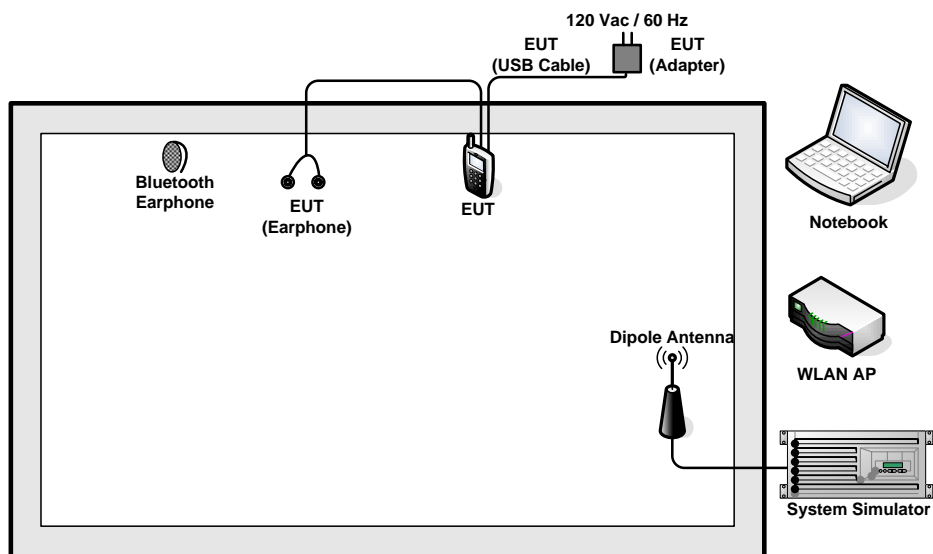 120 Vac / 60 Hz
EUT
(USB Cable)
EUT
(Adapter)
Bluetooth
Earphone
EUT
(Earphone)
EUT
Notebook
Dipole Antenna
WLAN AP
System Simulator